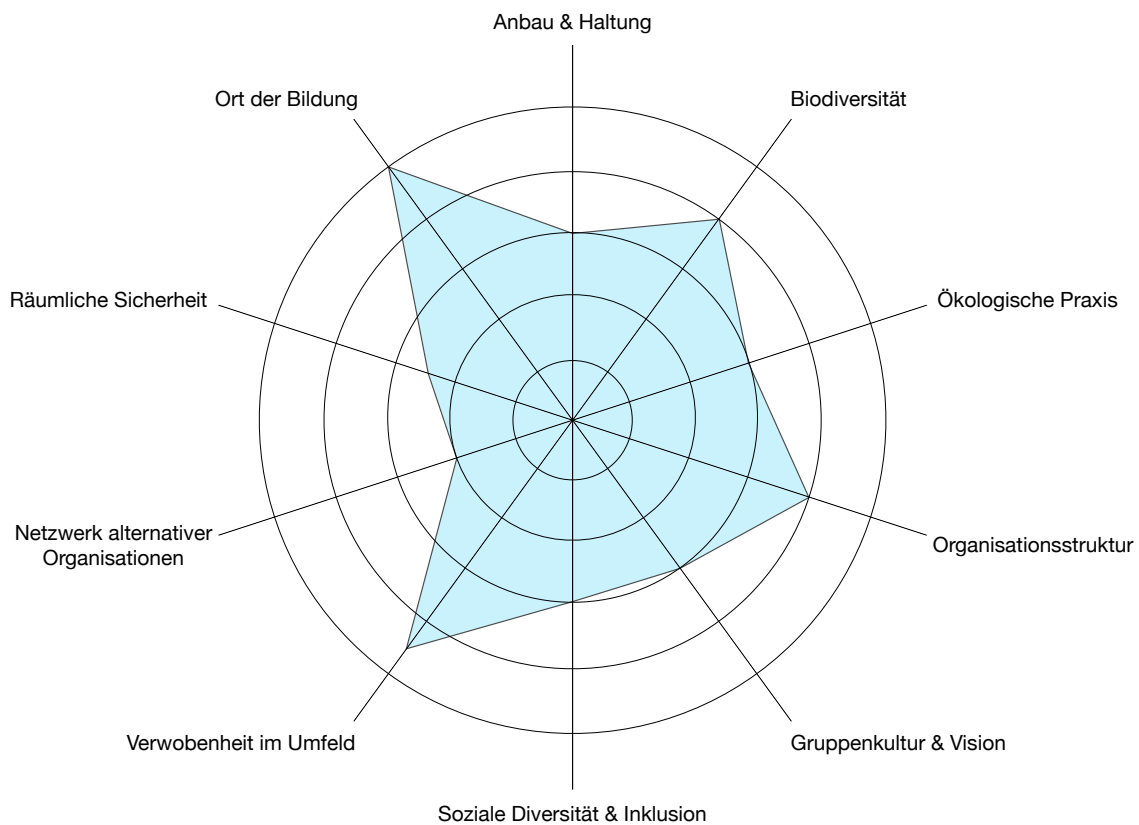 Anbau & Haltung
Ort der Bildung
Biodiversität
Räumliche Sicherheit
Ökologische Praxis
Netzwerk alternativer
Organisationen
Organisationsstruktur
Verwobenheit im Umfeld
Gruppenkultur & Vision
Soziale Diversität & Inklusion